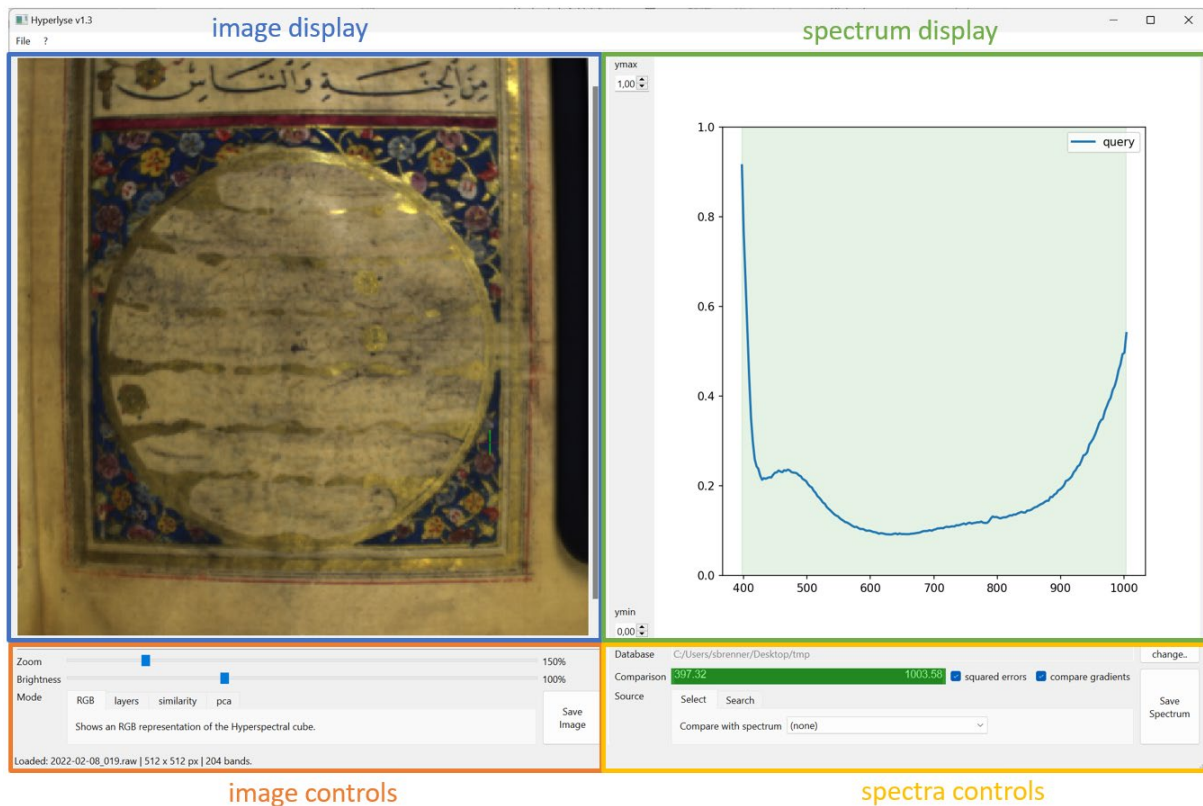 Hyperlyse v1.3
image display
spectrum display
File ?
مِنَ الْجِنَّةِ وَالنَّاسِ
ymax
1,00
query
1.0
0.8
0.6
0.4
0.2
0.0
400 500 600 700 800 900 1000
ymin
0,00
Zoom 150%
Brightness 100%
Mode RGB layers similarity pca
Shows an RGB representation of the Hyperspectral cube.
Save Image
Loaded: 2022-02-08_019.raw | 512 x 512 px | 204 bands.
Database C:/Users/sbrenner/Desktop/tmp change..
Comparison 397.32 1003.58 squared errors compare gradients
Source Select Search
Compare with spectrum (none)
Save Spectrum
image controls
spectra controls